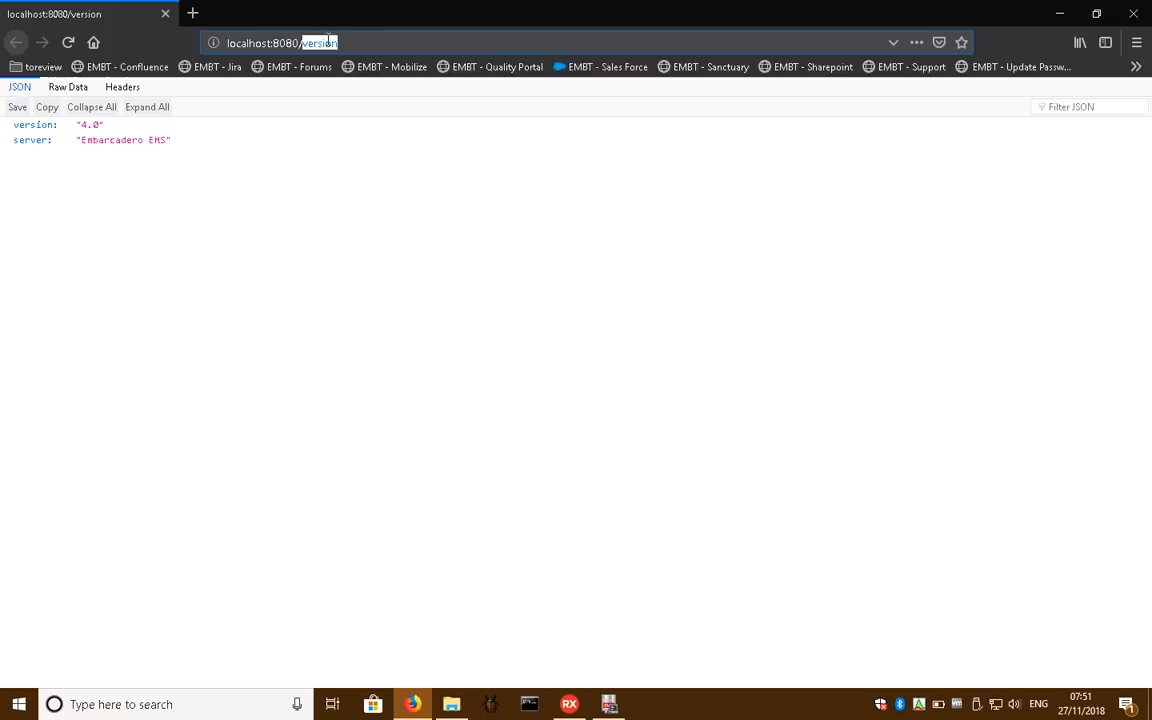 localhost:8080/version
localhost:8080/version
toreview EMBT - Confluence EMBT - Jira EMBT - Forums EMBT - Mobilize EMBT - Quality Portal EMBT - Sales Force EMBT - Sanctuary EMBT - Sharepoint EMBT - Support EMBT - Update Passw...
JSON Raw Data Headers
Save Copy Collapse All Expand All Filter JSON
version: "4.0"
server: "Embarcadero EMS"
Type here to search RX ENG 07:51
27/11/2018 1